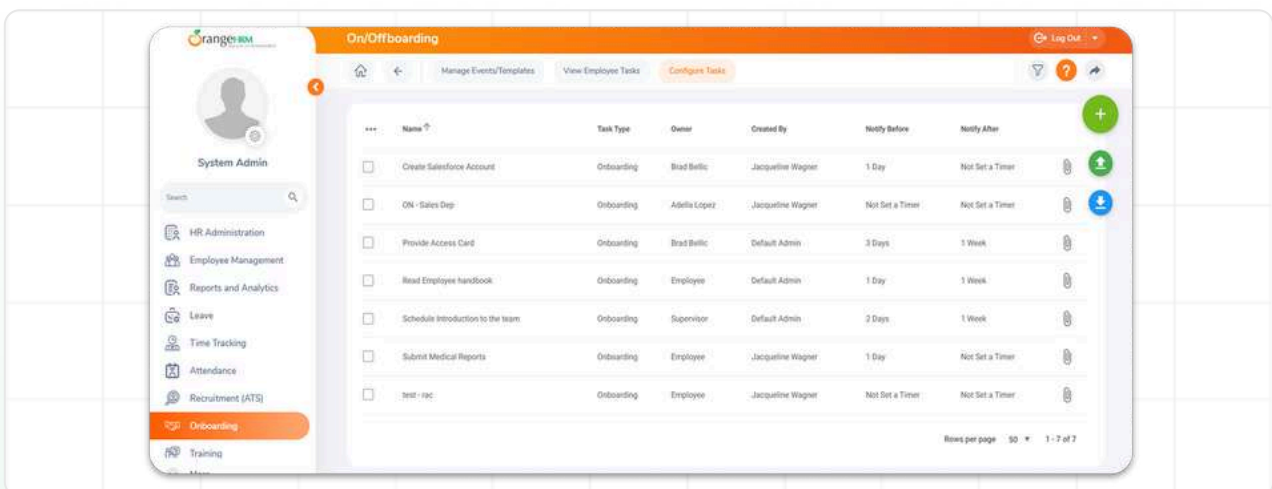 OrangeHRM
On/Offboarding
Log Out
Manage Events/Templates View Employee Tasks Configure Tasks
?
System Admin
Search
HR Administration
Employee Management
Reports and Analytics
Leave
Time Tracking
Attendance
Recruitment (ATS)
Onboarding
Training
More
Name Task Type Owner Created By Notify Before Notify After
Create Salesforce Account Onboarding Brad Bellic Jacqueline Wagner 1 Day Not Set a Timer
ON - Sales Dep Onboarding Adella Lopez Jacqueline Wagner Not Set a Timer Not Set a Timer
Provide Access Card Onboarding Brad Bellic Default Admin 3 Days 1 Week
Read Employee handbook Onboarding Employee Default Admin 1 Day 1 Week
Schedule Introduction to the team Onboarding Supervisor Default Admin 2 Days 1 Week
Submit Medical Reports Onboarding Employee Jacqueline Wagner 1 Day Not Set a Timer
test - rac Onboarding Employee Jacqueline Wagner Not Set a Timer Not Set a Timer
Rows per page 50 1 - 7 of 7